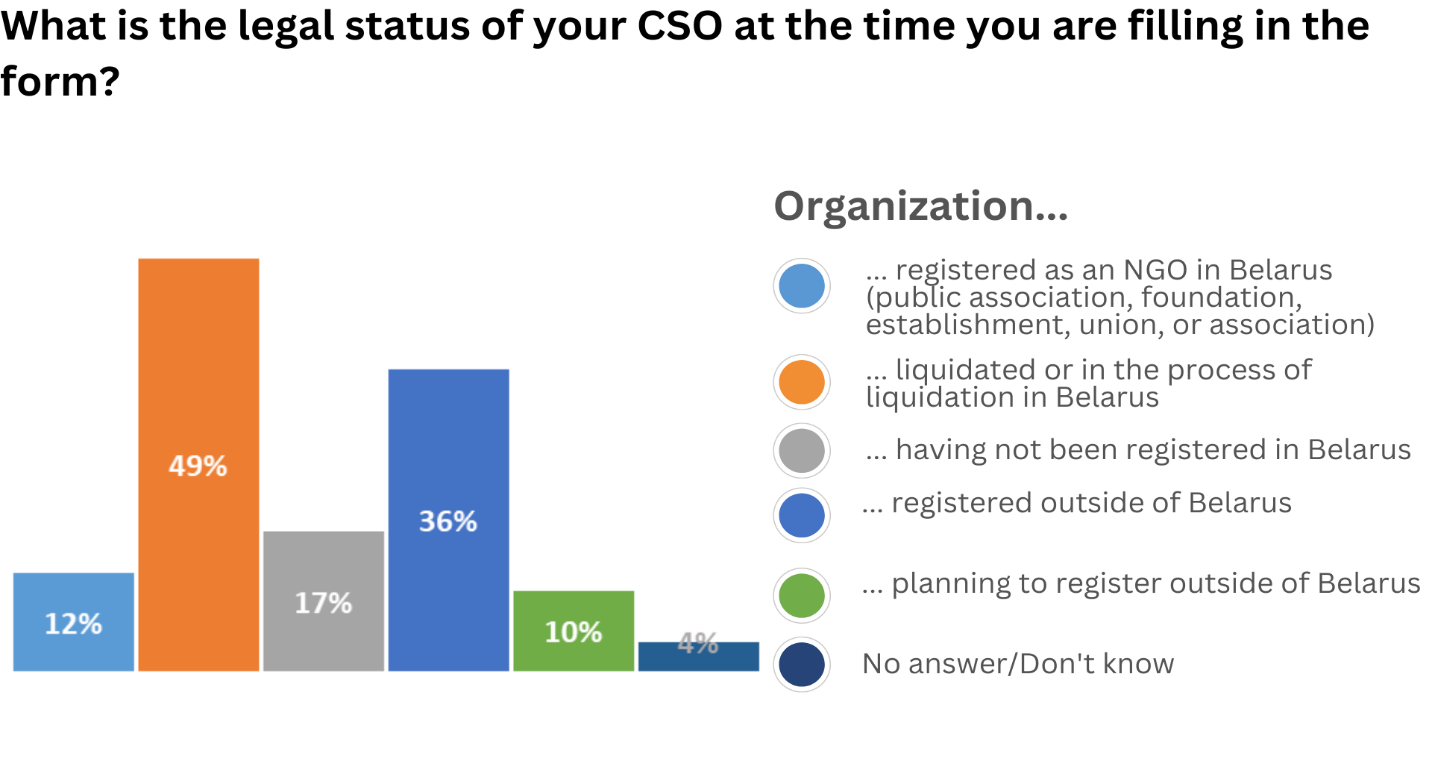 What is the legal status of your CSO at the time you are filling in the
form?
Organization...
... registered as an NGO in Belarus
(public association, foundation,
establishment, union, or association)
... liquidated or in the process of
liquidation in Belarus
... having not been registered in Belarus
... registered outside of Belarus
... planning to register outside of Belarus
No answer/Don't know
12%
49%
17%
36%
10%
4%